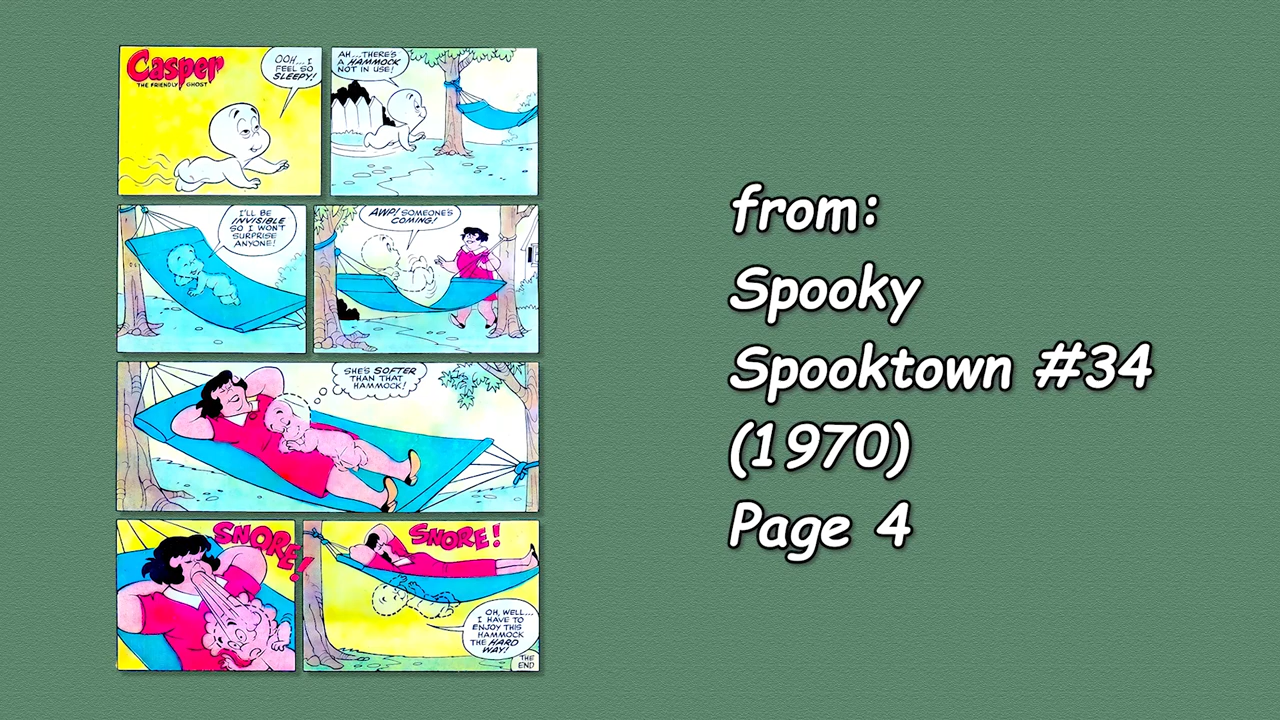 Casper
THE FRIENDLY GHOST
OOH... I
FEEL SO
SLEEPY!
AH...THERE'S
A HAMMOCK
NOT IN USE!
I'LL BE
INVISIBLE
SO I WON'T
SURPRISE
ANYONE!
AWP! SOMEONE'S
COMING!
SHE'S SOFTER
THAN THAT
HAMMOCK!
SNORE!
SNORE!
OH, WELL...
I HAVE TO
ENJOY THIS
HAMMOCK
THE HARD
WAY!
THE
END
from:
Spooky
Spooktown #34
(1970)
Page 4